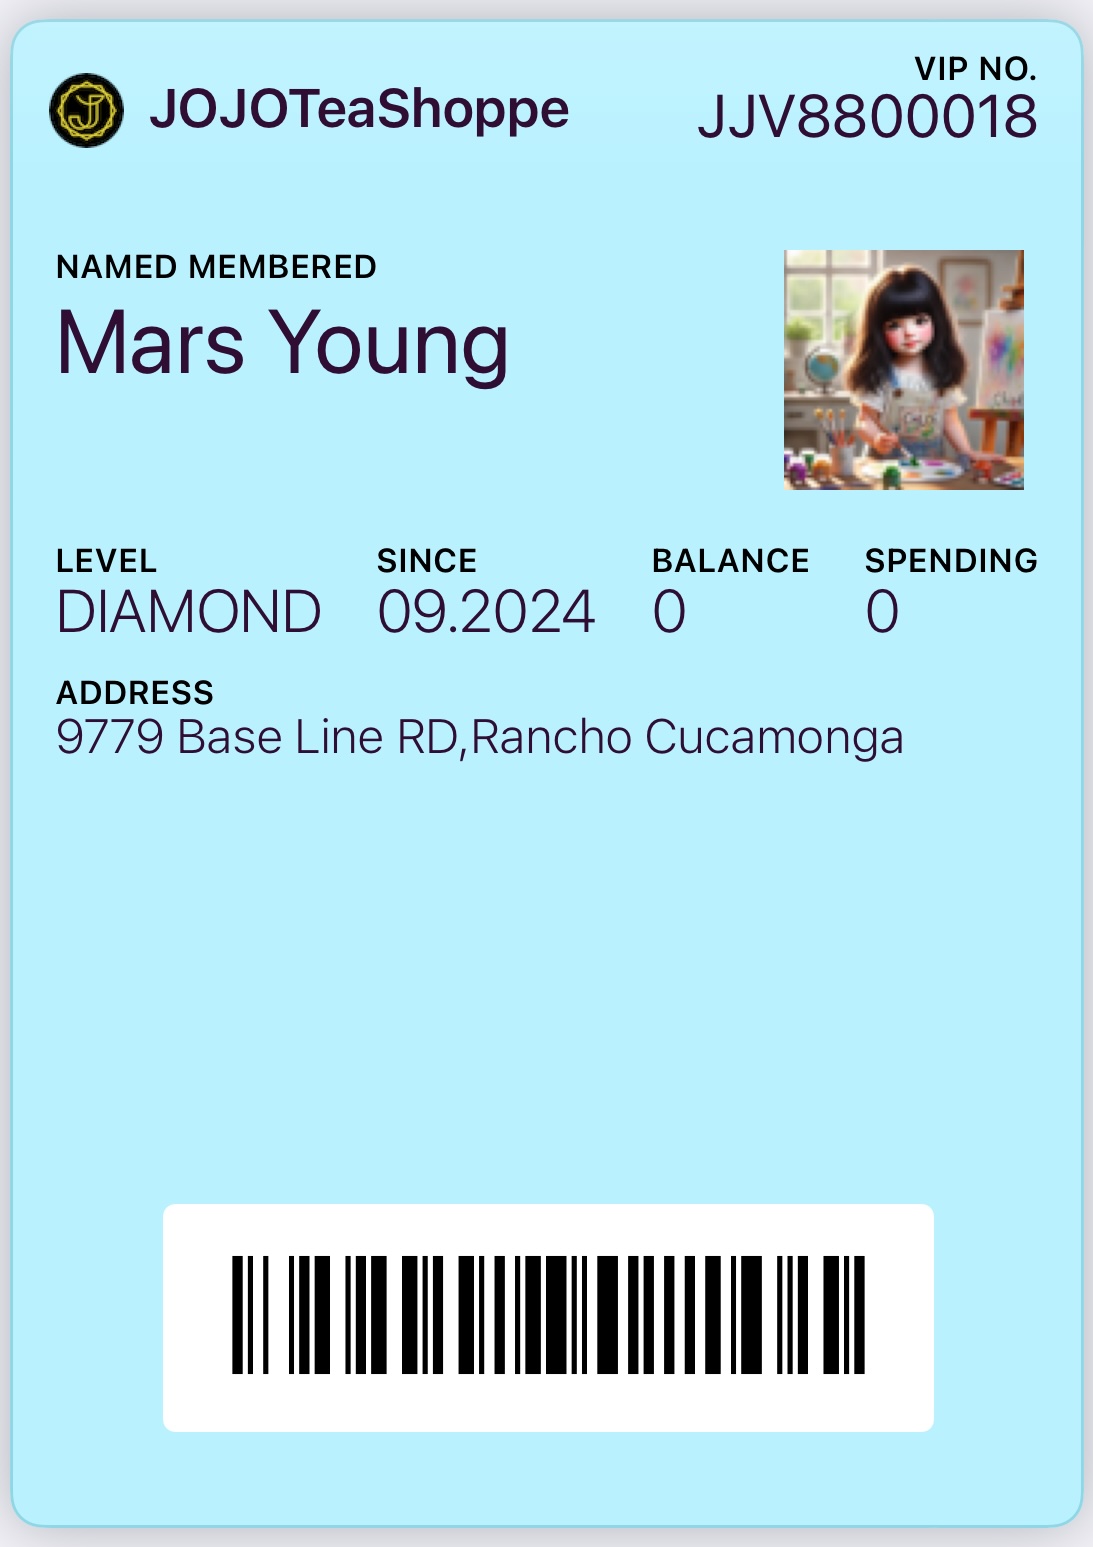 JOJOTeaShoppe
VIP NO.
JJV8800018
NAMED MEMBERED
Mars Young
LEVEL SINCE BALANCE SPENDING
DIAMOND 09.2024 0 0
ADDRESS
9779 Base Line RD,Rancho Cucamonga